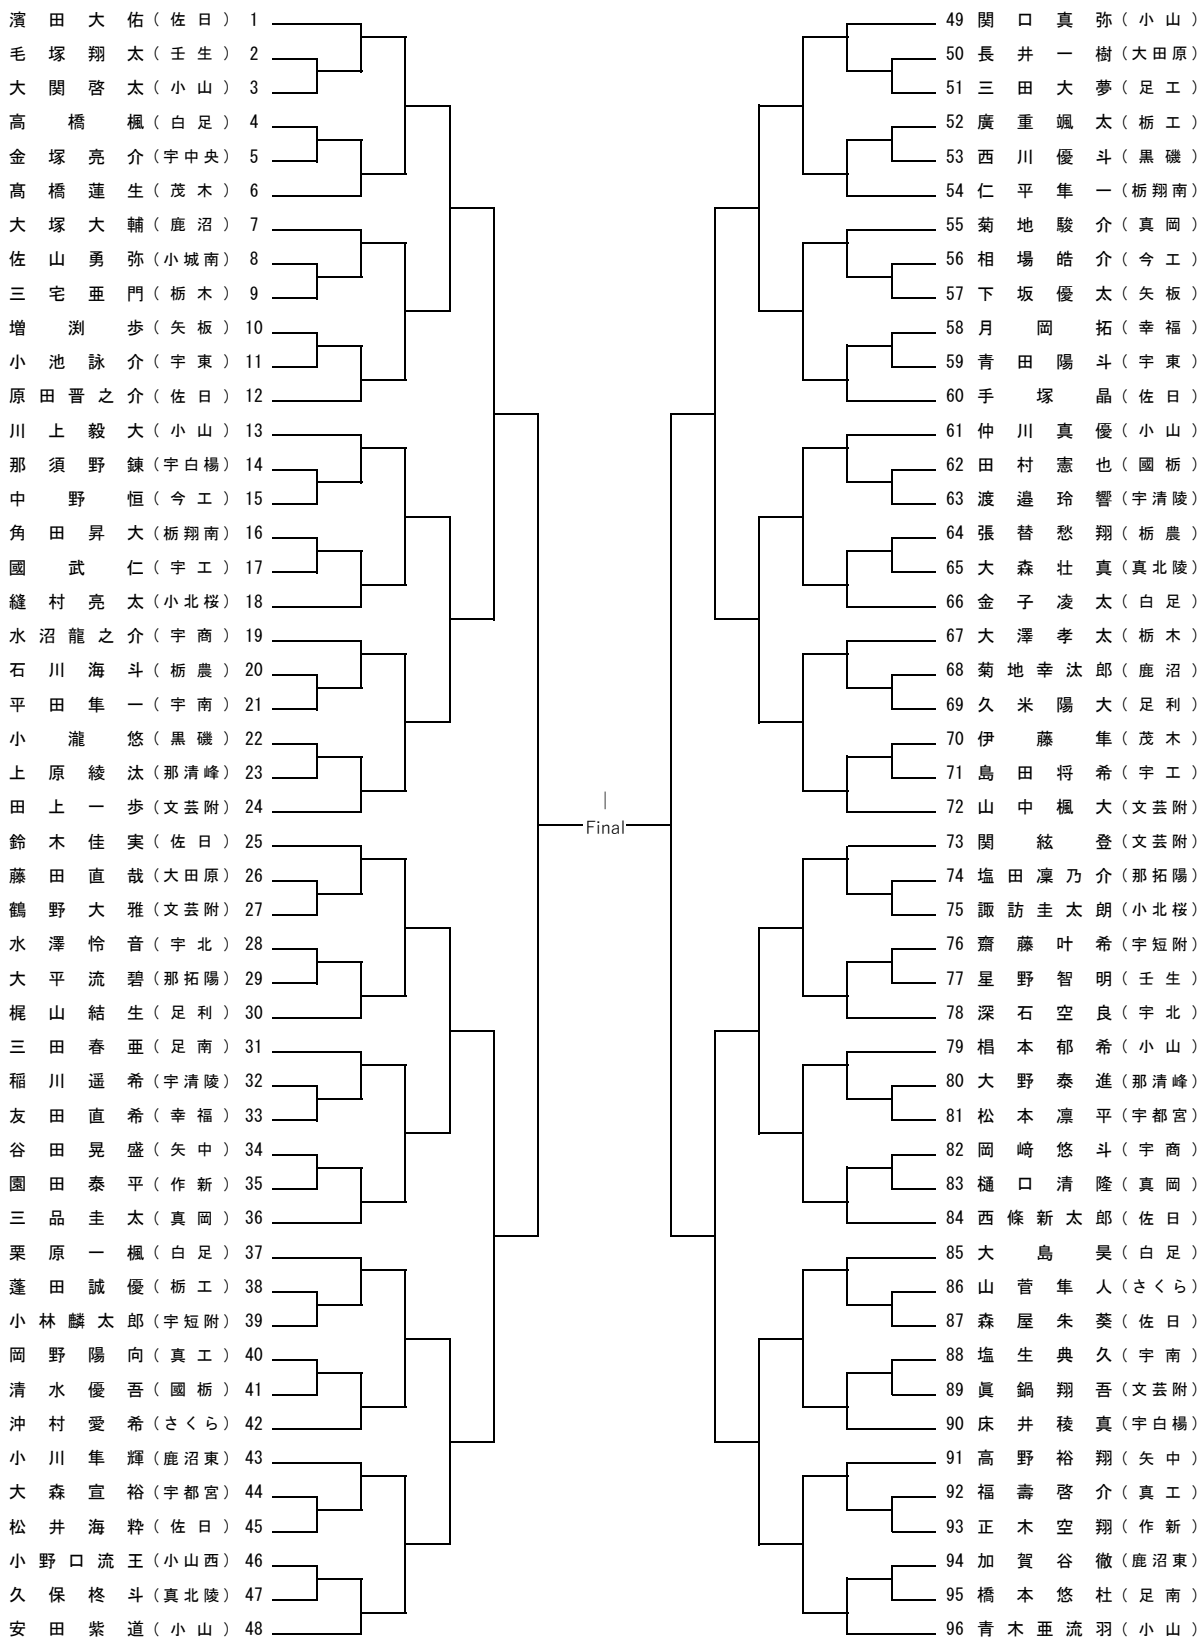 濱田大佑(佐日) 1
毛塚翔太(壬生) 2
大関啓太(小山) 3
高橋楓(白足) 4
金塚亮介(宇中央) 5
髙橋蓮生(茂木) 6
大塚大輔(鹿沼) 7
佐山勇弥(小城南) 8
三宅亜門(栃木) 9
増渕歩(矢板) 10
小池詠介(宇東) 11
原田晋之介(佐日) 12
川上毅大(小山) 13
那須野錬(宇白楊) 14
中野恒(今工) 15
角田昇大(栃翔南) 16
國武仁(宇工) 17
縫村亮太(小北桜) 18
水沼龍之介(宇商) 19
石川海斗(栃農) 20
平田隼一(宇南) 21
小瀧悠(黒磯) 22
上原綾汰(那清峰) 23
田上一歩(文芸附) 24
鈴木佳実(佐日) 25
藤田直哉(大田原) 26
鶴野大雅(文芸附) 27
水澤怜音(宇北) 28
大平流碧(那拓陽) 29
梶山結生(足利) 30
三田春亜(足南) 31
稲川遥希(宇清陵) 32
友田直希(幸福) 33
谷田晃盛(矢中) 34
園田泰平(作新) 35
三品圭太(真岡) 36
栗原一楓(白足) 37
蓬田誠優(栃工) 38
小林麟太郎(宇短附) 39
岡野陽向(真工) 40
清水優吾(國栃) 41
沖村愛希(さくら) 42
小川隼輝(鹿沼東) 43
大森宣裕(宇都宮) 44
松井海粋(佐日) 45
小野口流王(小山西) 46
久保柊斗(真北陵) 47
安田紫道(小山) 48
Final
49 関口真弥(小山)
50 長井一樹(大田原)
51 三田大夢(足工)
52 廣重颯太(栃工)
53 西川優斗(黒磯)
54 仁平隼一(栃翔南)
55 菊地駿介(真岡)
56 相場皓介(今工)
57 下坂優太(矢板)
58 月岡拓(幸福)
59 青田陽斗(宇東)
60 手塚晶(佐日)
61 仲川真優(小山)
62 田村憲也(國栃)
63 渡邉玲響(宇清陵)
64 張替愁翔(栃農)
65 大森壮真(真北陵)
66 金子凌太(白足)
67 大澤孝太(栃木)
68 菊地幸汰郎(鹿沼)
69 久米陽大(足利)
70 伊藤隼(茂木)
71 島田将希(宇工)
72 山中楓大(文芸附)
73 関絃登(文芸附)
74 塩田凜乃介(那拓陽)
75 諏訪圭太朗(小北桜)
76 齋藤叶希(宇短附)
77 星野智明(壬生)
78 深石空良(宇北)
79 椙本郁希(小山)
80 大野泰進(那清峰)
81 松本凛平(宇都宮)
82 岡﨑悠斗(宇商)
83 樋口清隆(真岡)
84 西條新太郎(佐日)
85 大島昊(白足)
86 山菅隼人(さくら)
87 森屋朱葵(佐日)
88 塩生典久(宇南)
89 眞鍋翔吾(文芸附)
90 床井稜真(宇白楊)
91 高野裕翔(矢中)
92 福壽啓介(真工)
93 正木空翔(作新)
94 加賀谷徹(鹿沼東)
95 橋本悠杜(足南)
96 青木亜流羽(小山)